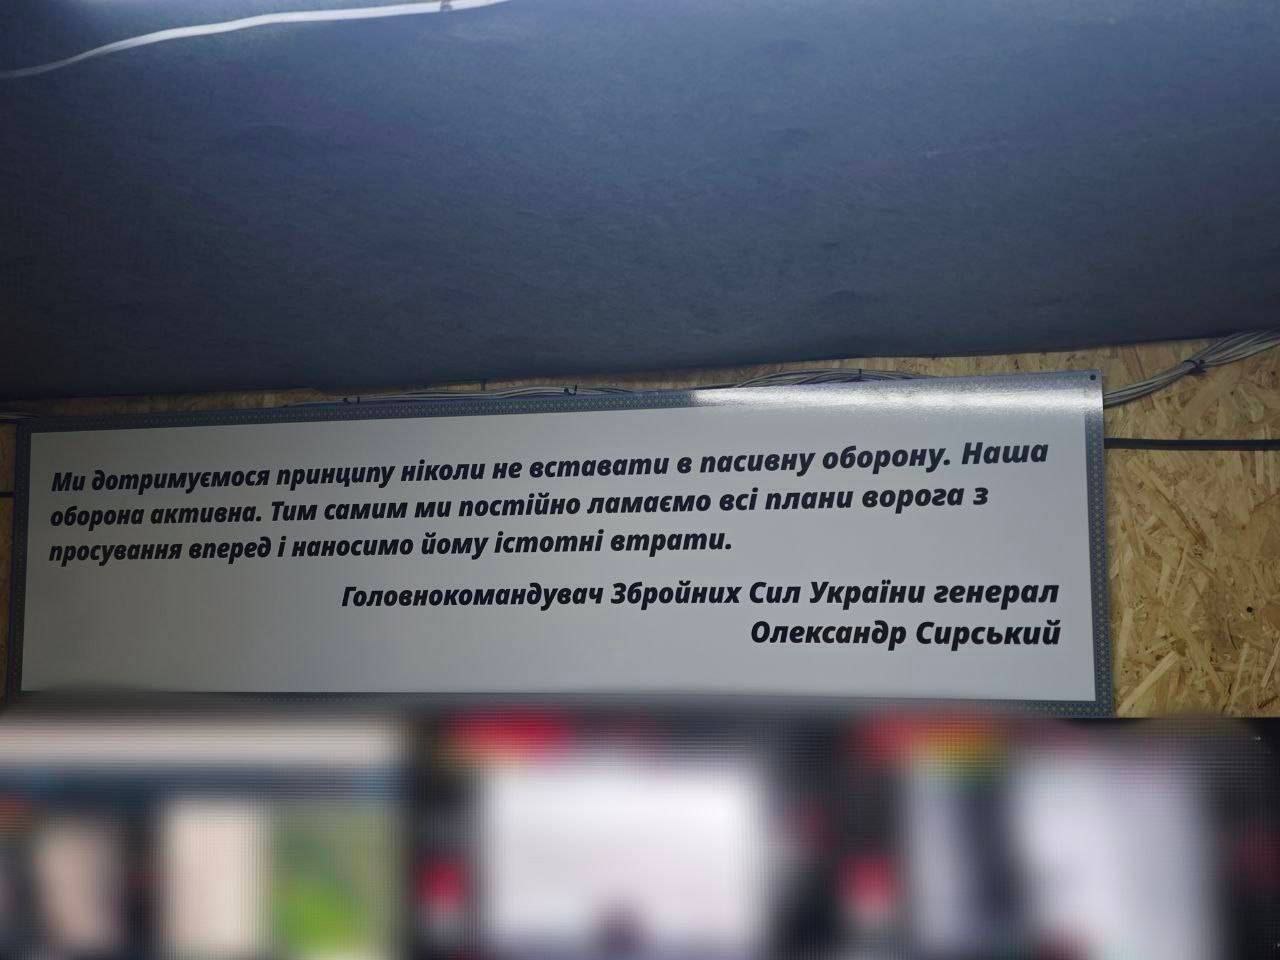 Ми дотримуємося принципу ніколи не вставати в пасивну оборону. Наша
оборона активна. Тим самим ми постійно ламаємо всі плани ворога з
просування вперед і наносимо йому істотні втрати.
Головнокомандувач Збройних Сил України генерал
Олександр Сирський